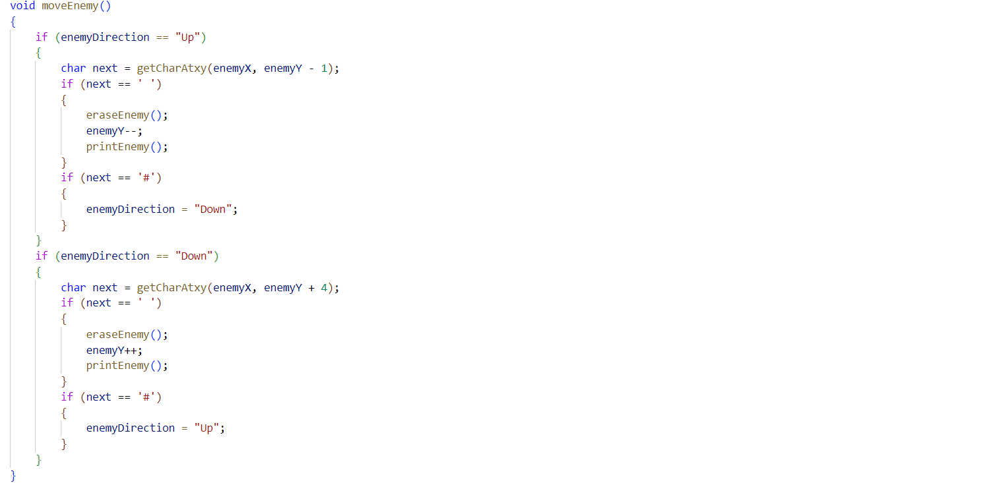 void moveEnemy()
{
    if (enemyDirection == "Up")
    {
        char next = getCharAtxy(enemyX, enemyY - 1);
        if (next == ' ')
        {
            eraseEnemy();
            enemyY--;
            printEnemy();
        }
        if (next == '#')
        {
            enemyDirection = "Down";
        }
    }
    if (enemyDirection == "Down")
    {
        char next = getCharAtxy(enemyX, enemyY + 4);
        if (next == ' ')
        {
            eraseEnemy();
            enemyY++;
            printEnemy();
        }
        if (next == '#')
        {
            enemyDirection = "Up";
        }
    }
}